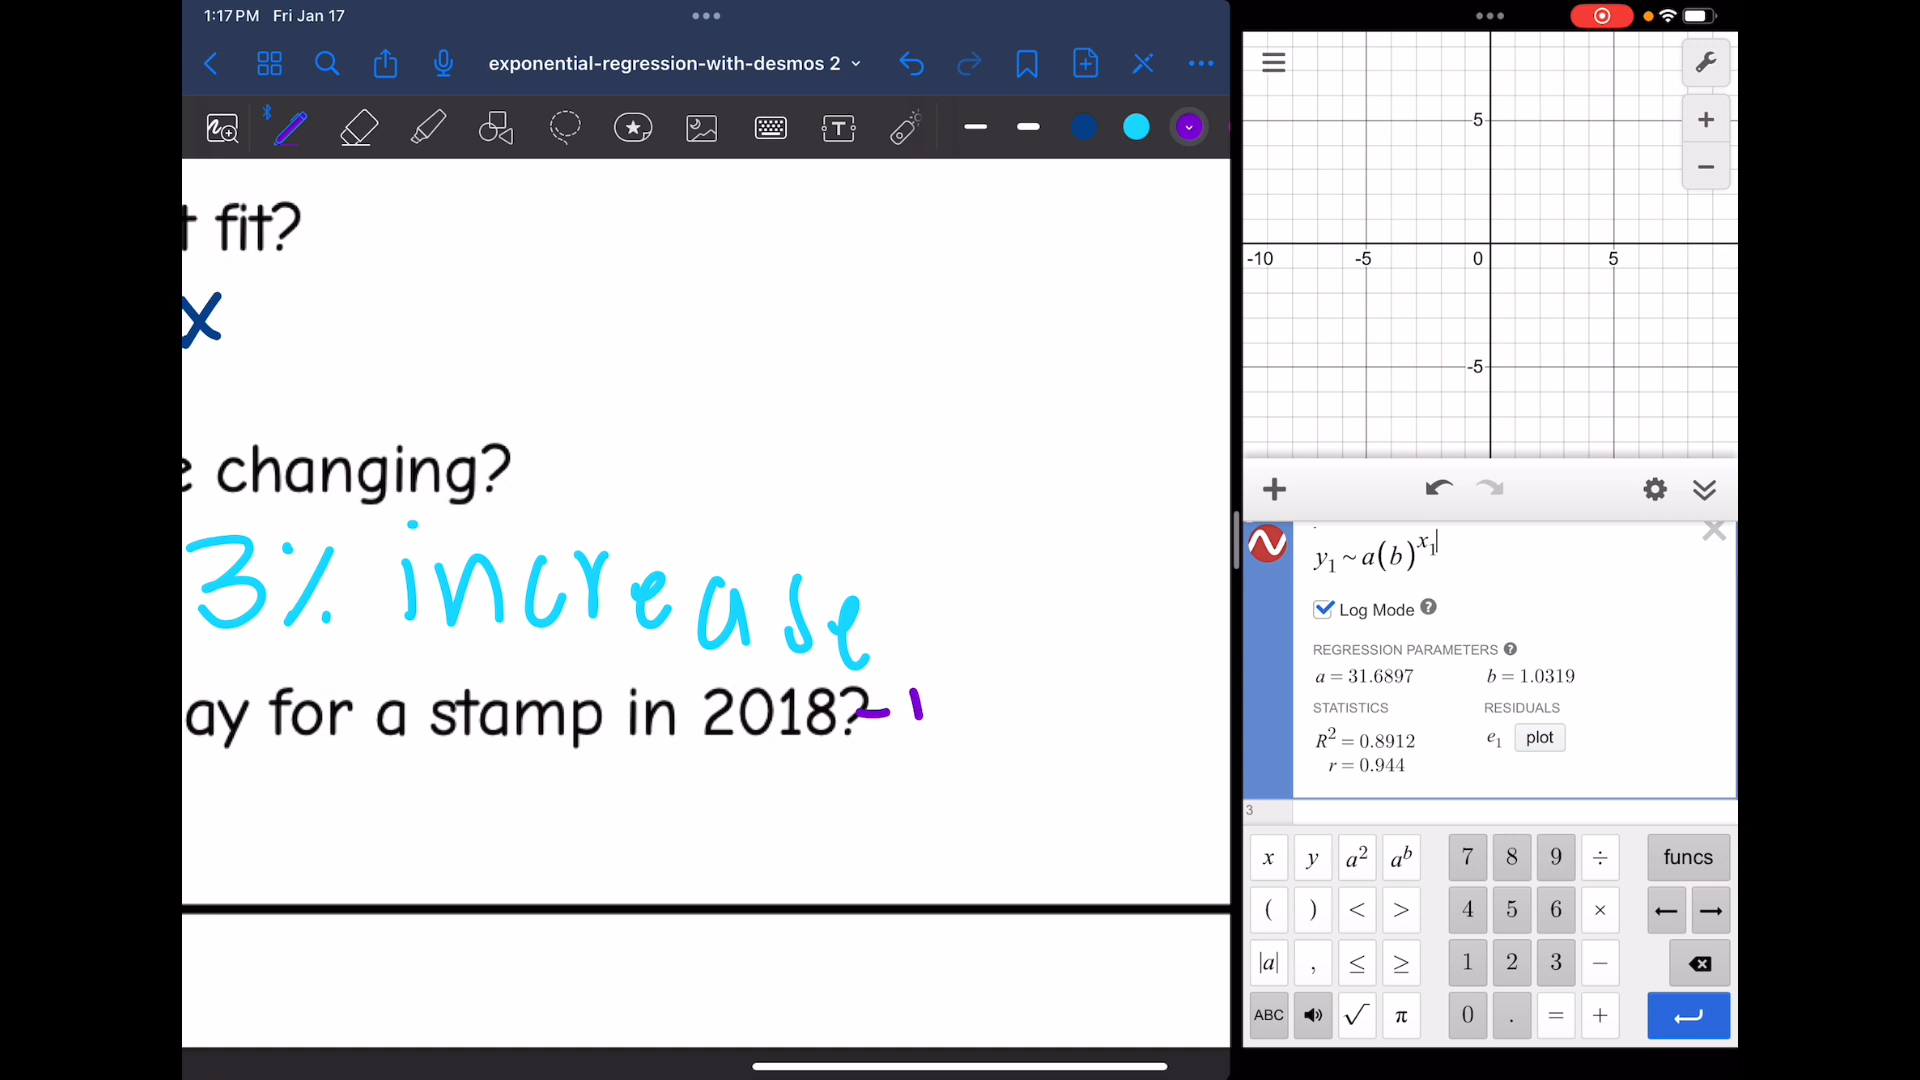 1:17 PM Fri Jan 17
exponential-regression-with-desmos 2
T
t fit?
x
e changing?
3% increase
ay for a stamp in 2018? - 1
5
-10 -5 0 5
-5
y₁ ~ a(b)^x₁
Log Mode ?
REGRESSION PARAMETERS ?
a = 31.6897 b = 1.0319
STATISTICS RESIDUALS
R² = 0.8912 e₁ plot
r = 0.944
3
x y a² aᵇ 7 8 9 ÷ funcs
( ) < > 4 5 6 × ← →
|a| , ≤ ≥ 1 2 3 −
ABC √ π 0 . = +